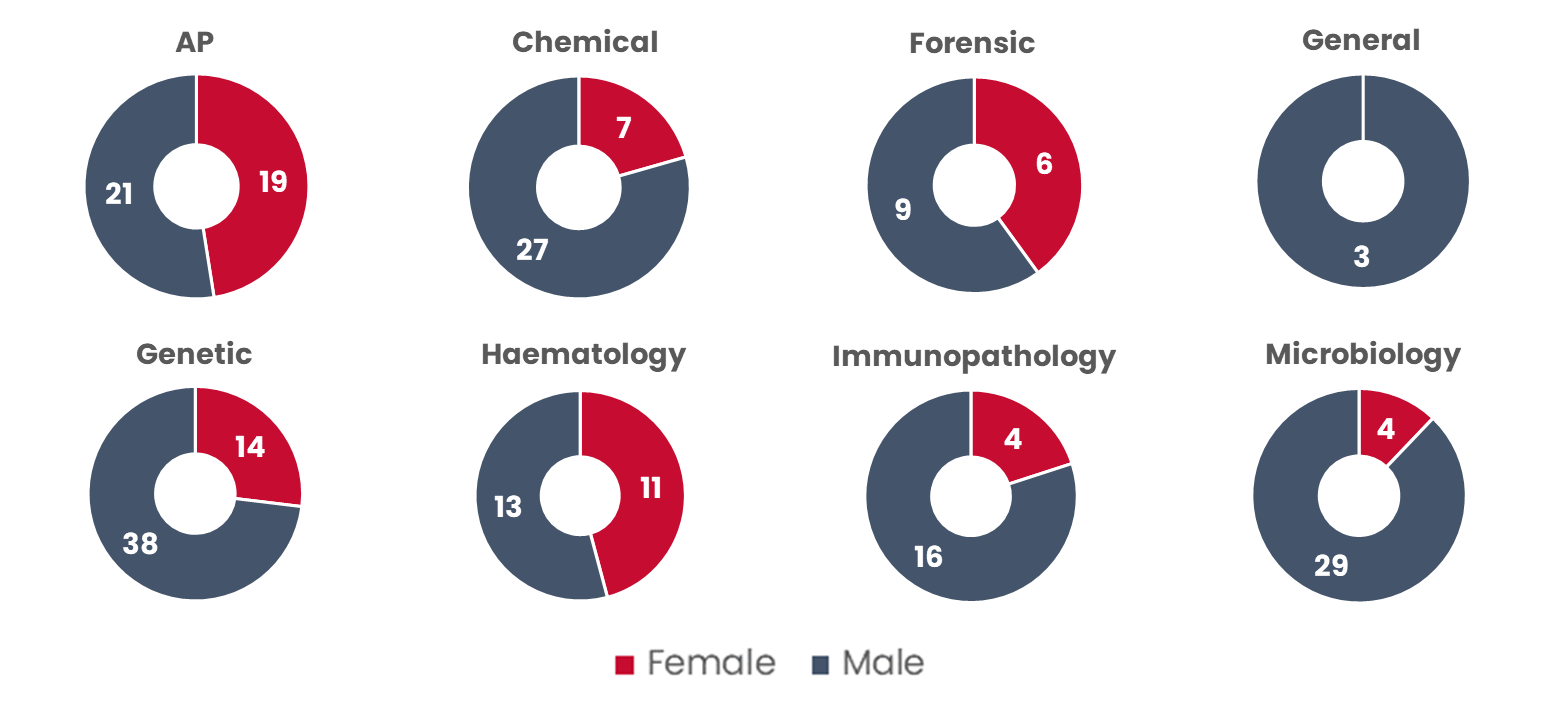 AP
Chemical
Forensic
General
21
19
7
27
6
9
3
Genetic
Haematology
Immunopathology
Microbiology
14
38
11
13
4
16
4
29
Female
Male